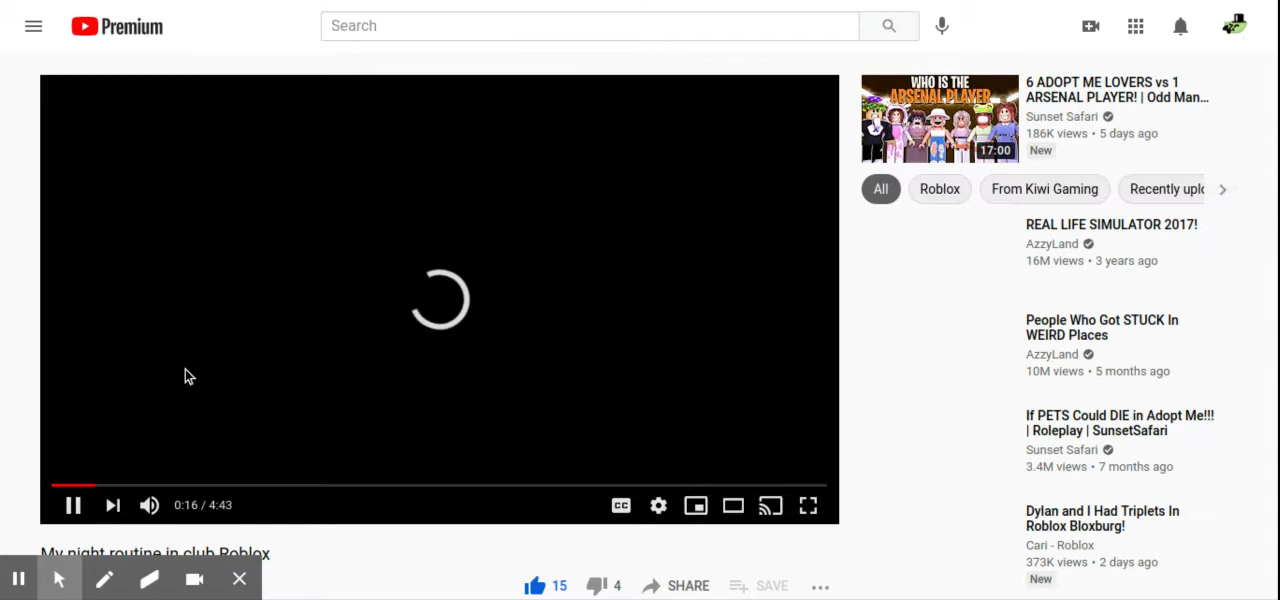 Premium
Search
WHO IS THE
ARSENAL PLAYER
17:00
6 ADOPT ME LOVERS vs 1
ARSENAL PLAYER! | Odd Man...
Sunset Safari
186K views • 5 days ago
New
All
Roblox
From Kiwi Gaming
Recently uplo
REAL LIFE SIMULATOR 2017!
AzzyLand
16M views • 3 years ago
People Who Got STUCK In
WEIRD Places
AzzyLand
10M views • 5 months ago
If PETS Could DIE in Adopt Me!!!
| Roleplay | SunsetSafari
Sunset Safari
3.4M views • 7 months ago
Dylan and I Had Triplets In
Roblox Bloxburg!
Cari - Roblox
373K views • 2 days ago
New
0:16 / 4:43
CC
My night routine in club Roblox
15
4
SHARE
SAVE